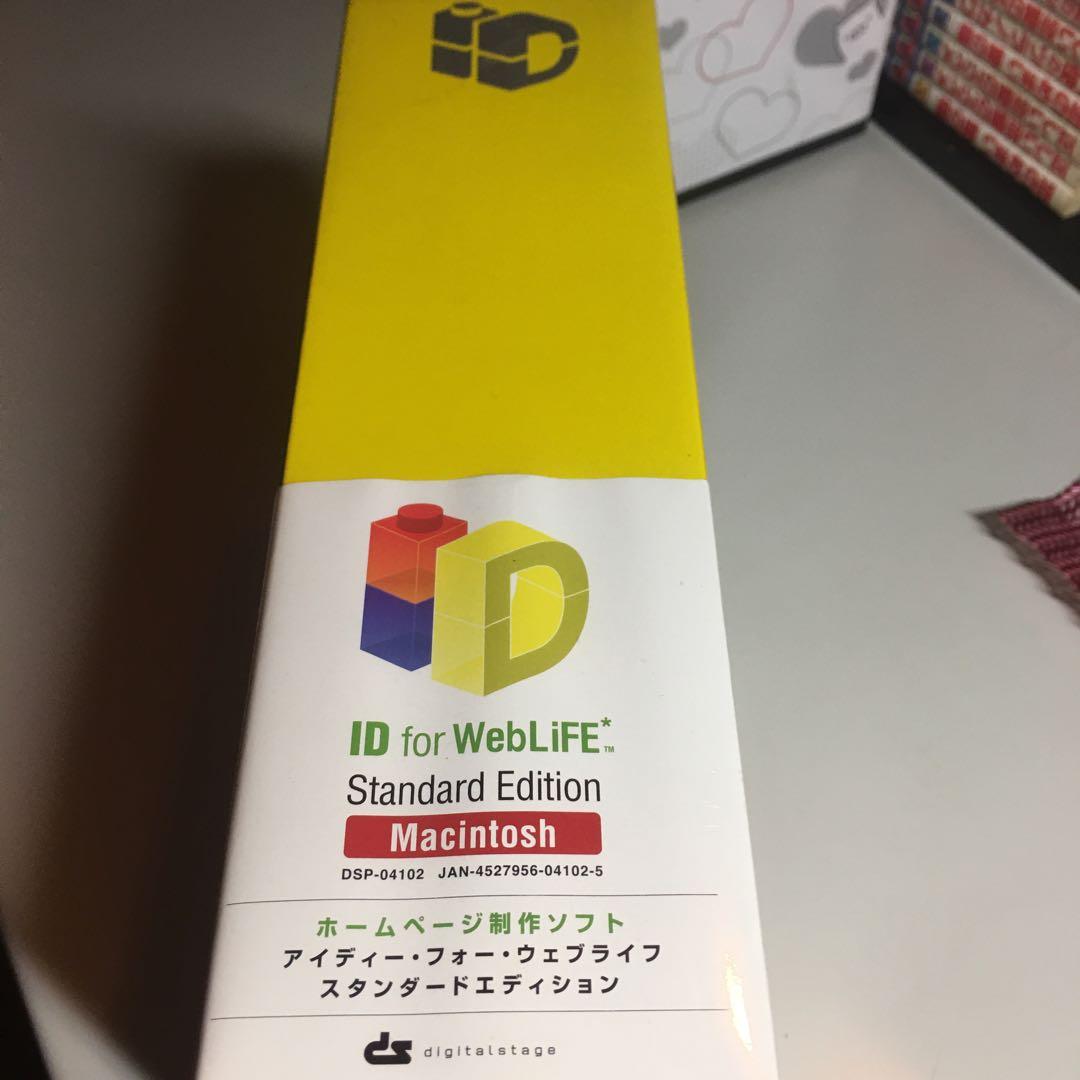 iD
iD
ID for WebLiFE*™
Standard Edition
Macintosh
DSP-04102 JAN-4527956-04102-5
ホームページ制作ソフト
アイディー・フォー・ウェブライフ
スタンダードエディション
ds digitalstage